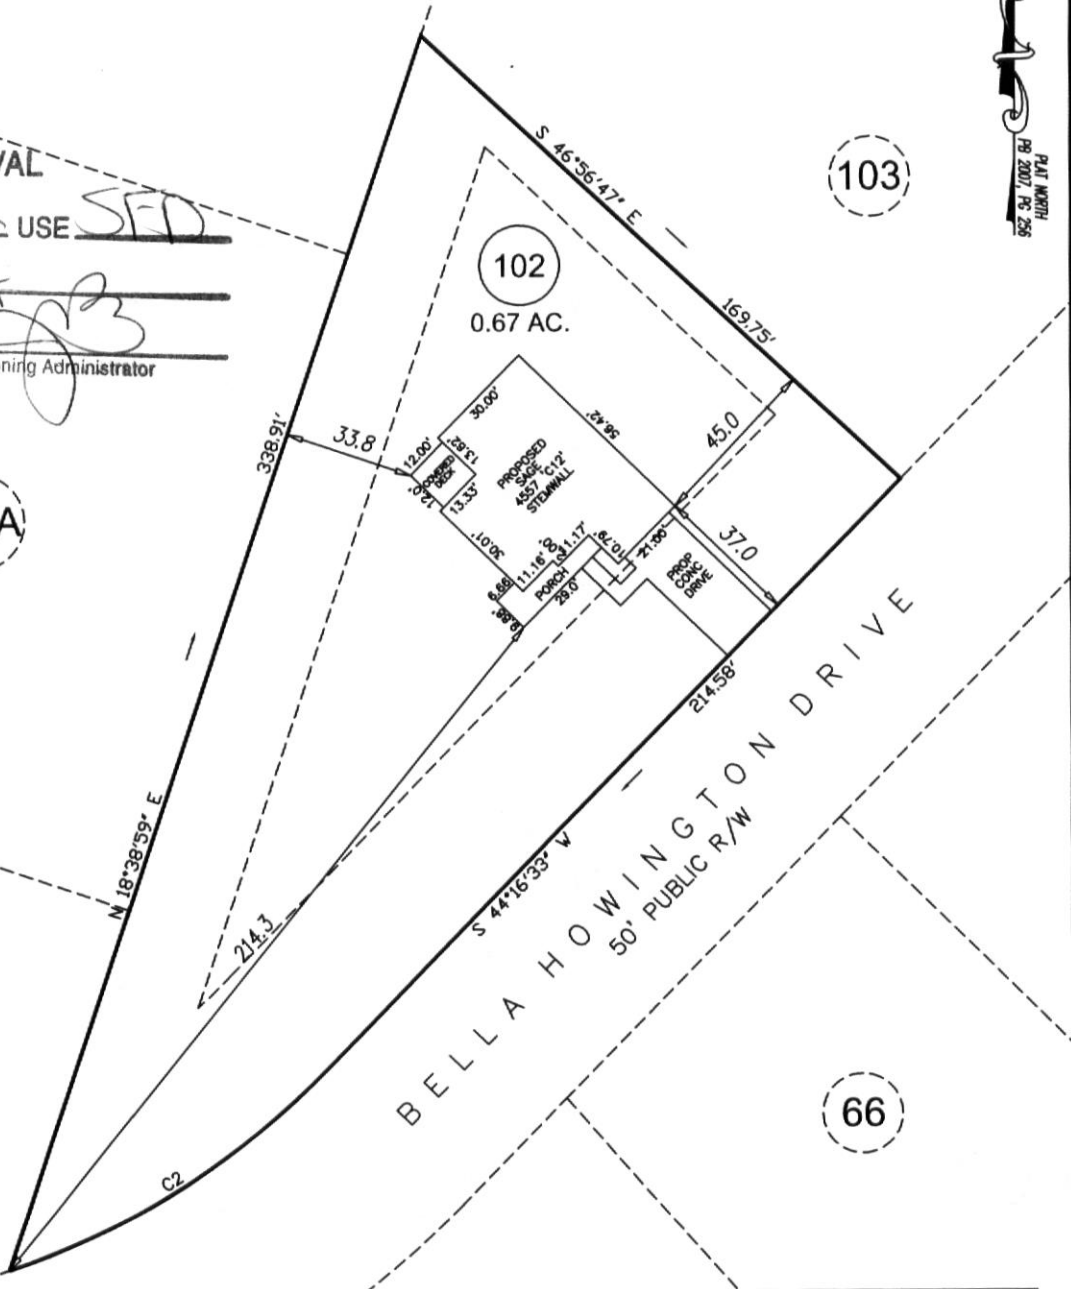 PLAT NORTH
PB 2007, PG 256
VAL
USE SFD
ning Administrator
103
S 46°56'47" E
169.75'
102
0.67 AC.
338.91'
33.8
45.0
37.0
30.00'
56.42'
12.00'
13.62'
COVERED
DECK
12.0'
13.33'
PROPOSED
SAGE
4557 "C12"
STEMWALL
30.01'
11.16'
11.17'
10.79'
21.00'
6.66'
PORCH
29.0'
PROP
CONC
DRIVE
A
N 18°38'59" E
214.58'
S 44°16'33" W
214.3
BELLA HOWINGTON DRIVE
50' PUBLIC R/W
C2
66